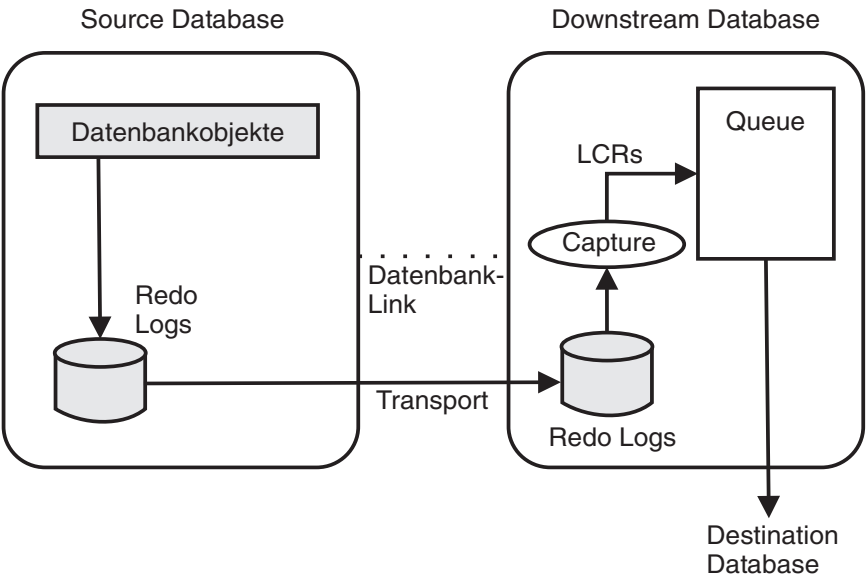 Source Database
Downstream Database
Datenbankobjekte
Queue
LCRs
Capture
Datenbank-
Link
Redo
Logs
Transport
Redo Logs
Destination
Database